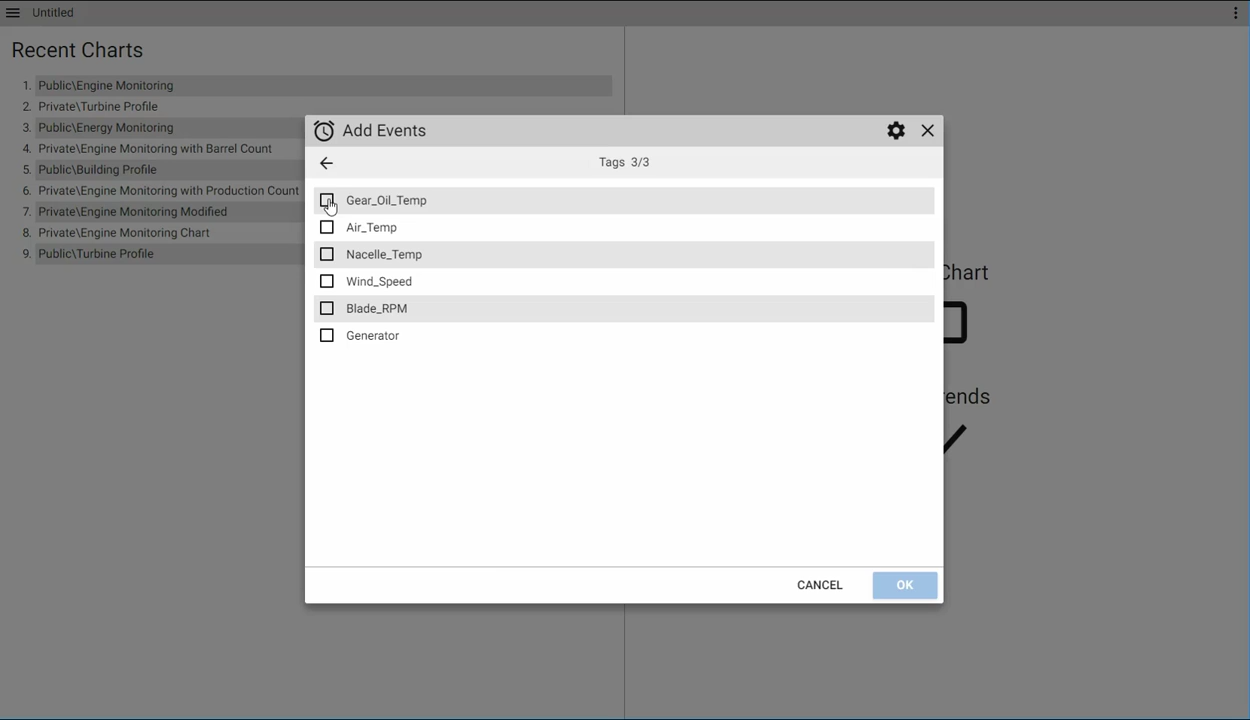 Untitled
Recent Charts
1. Public\Engine Monitoring
2. Private\Turbine Profile
3. Public\Energy Monitoring
4. Private\Engine Monitoring with Barrel Count
5. Public\Building Profile
6. Private\Engine Monitoring with Production Count
7. Private\Engine Monitoring Modified
8. Private\Engine Monitoring Chart
9. Public\Turbine Profile
Add Events
Tags 3/3
Gear_Oil_Temp
Air_Temp
Nacelle_Temp
Wind_Speed
Blade_RPM
Generator
CANCEL OK
Chart